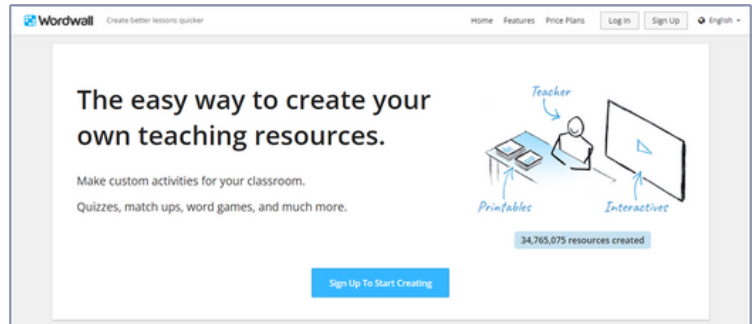 Wordwall Create better lessons quicker Home Features Price Plans Log In Sign Up English
The easy way to create your
own teaching resources.
Make custom activities for your classroom.
Quizzes, match ups, word games, and much more.
Teacher
Printables Interactives
34,765,075 resources created
Sign Up To Start Creating